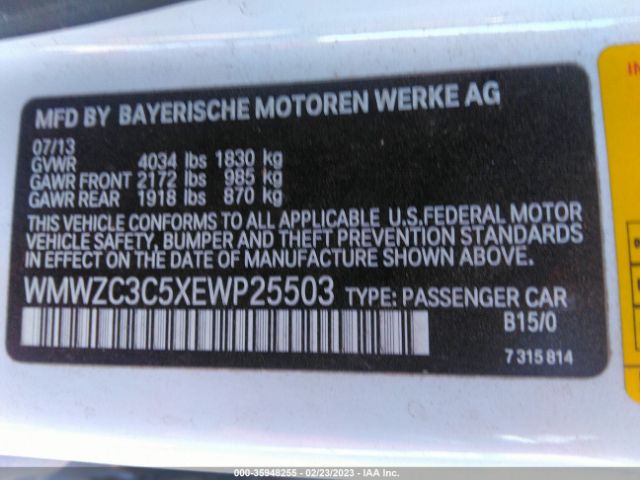 MFD BY BAYERISCHE MOTOREN WERKE AG
07/13
GVWR 4034 lbs 1830 kg
GAWR FRONT 2172 lbs 985 kg
GAWR REAR 1918 lbs 870 kg
THIS VEHICLE CONFORMS TO ALL APPLICABLE U.S.FEDERAL MOTOR
VEHICLE SAFETY, BUMPER AND THEFT PREVENTION STANDARDS
IN EFFECT ON THE DATE OF MANUFACTURE SHOWN ABOVE.
WMWZC3C5XEWP25503 TYPE: PASSENGER CAR
B15/0
7 315 814
000-35948255 - 02/23/2023 - IAAI.COM